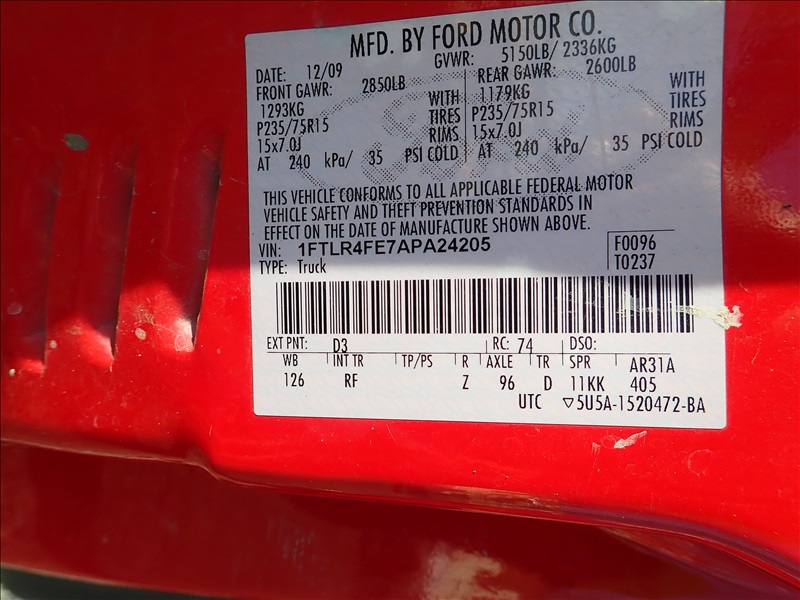 MFD. BY FORD MOTOR CO.
DATE: 12/09 GVWR: 5150LB/ 2336KG
FRONT GAWR: 2850LB REAR GAWR: 2600LB
1293KG WITH 1179KG WITH
P235/75R15 TIRES P235/75R15 TIRES
15x7.0J RIMS 15x7.0J RIMS
AT 240 kPa/ 35 PSI COLD AT 240 kPa/ 35 PSI COLD
THIS VEHICLE CONFORMS TO ALL APPLICABLE FEDERAL MOTOR
VEHICLE SAFETY AND THEFT PREVENTION STANDARDS IN
EFFECT ON THE DATE OF MANUFACTURE SHOWN ABOVE.
VIN: 1FTLR4FE7APA24205 F0096
TYPE: Truck T0237
EXT PNT: D3 RC: 74 DSO:
WB INT TR TP/PS R AXLE TR SPR AR31A
126 RF Z 96 D 11KK 405
UTC ▽5U5A-1520472-BA